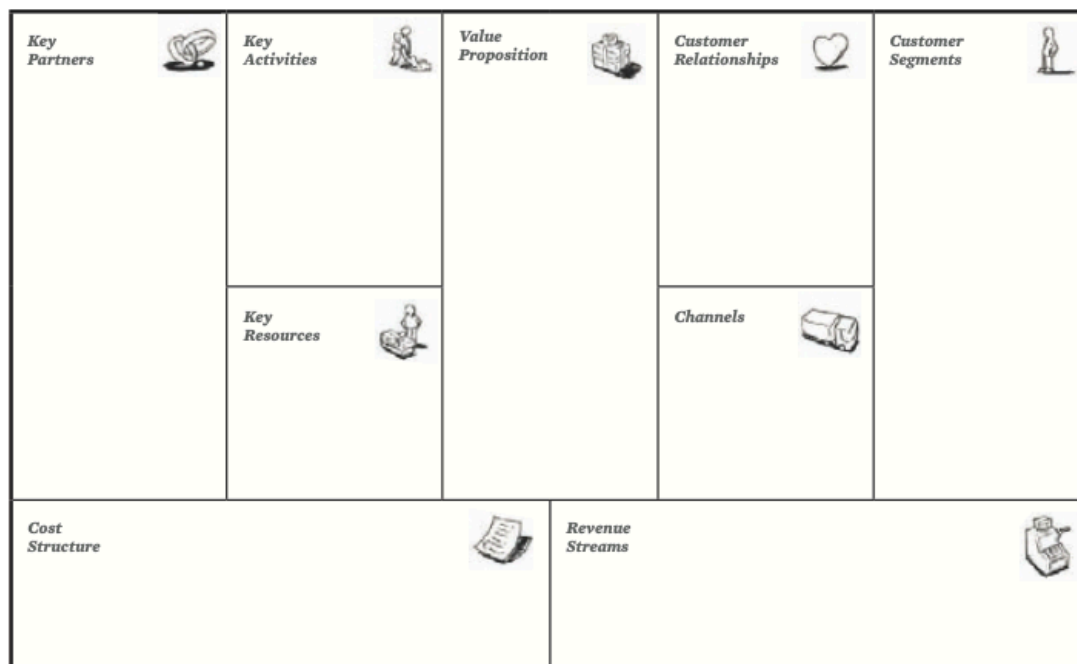 Key
Partners
Key
Activities
Value
Proposition
Customer
Relationships
Customer
Segments
Key
Resources
Channels
Cost
Structure
Revenue
Streams